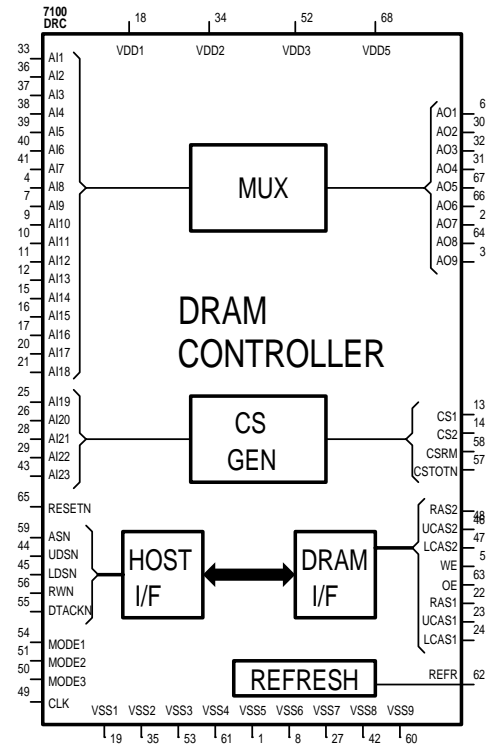 7100
DRC
18 34 52 68
VDD1 VDD2 VDD3 VDD5
33 AI1
36 AI2
37 AI3
38 AI4
39 AI5
40 AI6
41 AI7
4 AI8
7 AI9
9 AI10
10 AI11
11 AI12
12 AI13
15 AI14
16 AI15
17 AI16
20 AI17
21 AI18
MUX
AO1 6
AO2 30
AO3 32
AO4 31
AO5 67
AO6 66
AO7 2
AO8 64
AO9 3
DRAM
CONTROLLER
25 AI19
26 AI20
28 AI21
29 AI22
43 AI23
CS
GEN
CS1 13
CS2 14
CSRM 58
CSTOTN 57
65 RESETN
59 ASN
44 UDSN
45 LDSN
56 RWN
55 DTACKN
HOST
I/F
DRAM
I/F
RAS2 48
UCAS2 46
LCAS2 47
WE 5
OE 63
RAS1 22
UCAS1 23
LCAS1 24
54 MODE1
51 MODE2
50 MODE3
49 CLK
REFRESH
REFR 62
VSS1 VSS2 VSS3 VSS4 VSS5 VSS6 VSS7 VSS8 VSS9
19 35 53 61 1 8 27 42 60